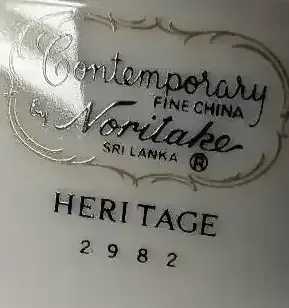 Contemporary
FINE CHINA
by Noritake
SRI LANKA ®
HERITAGE
2982